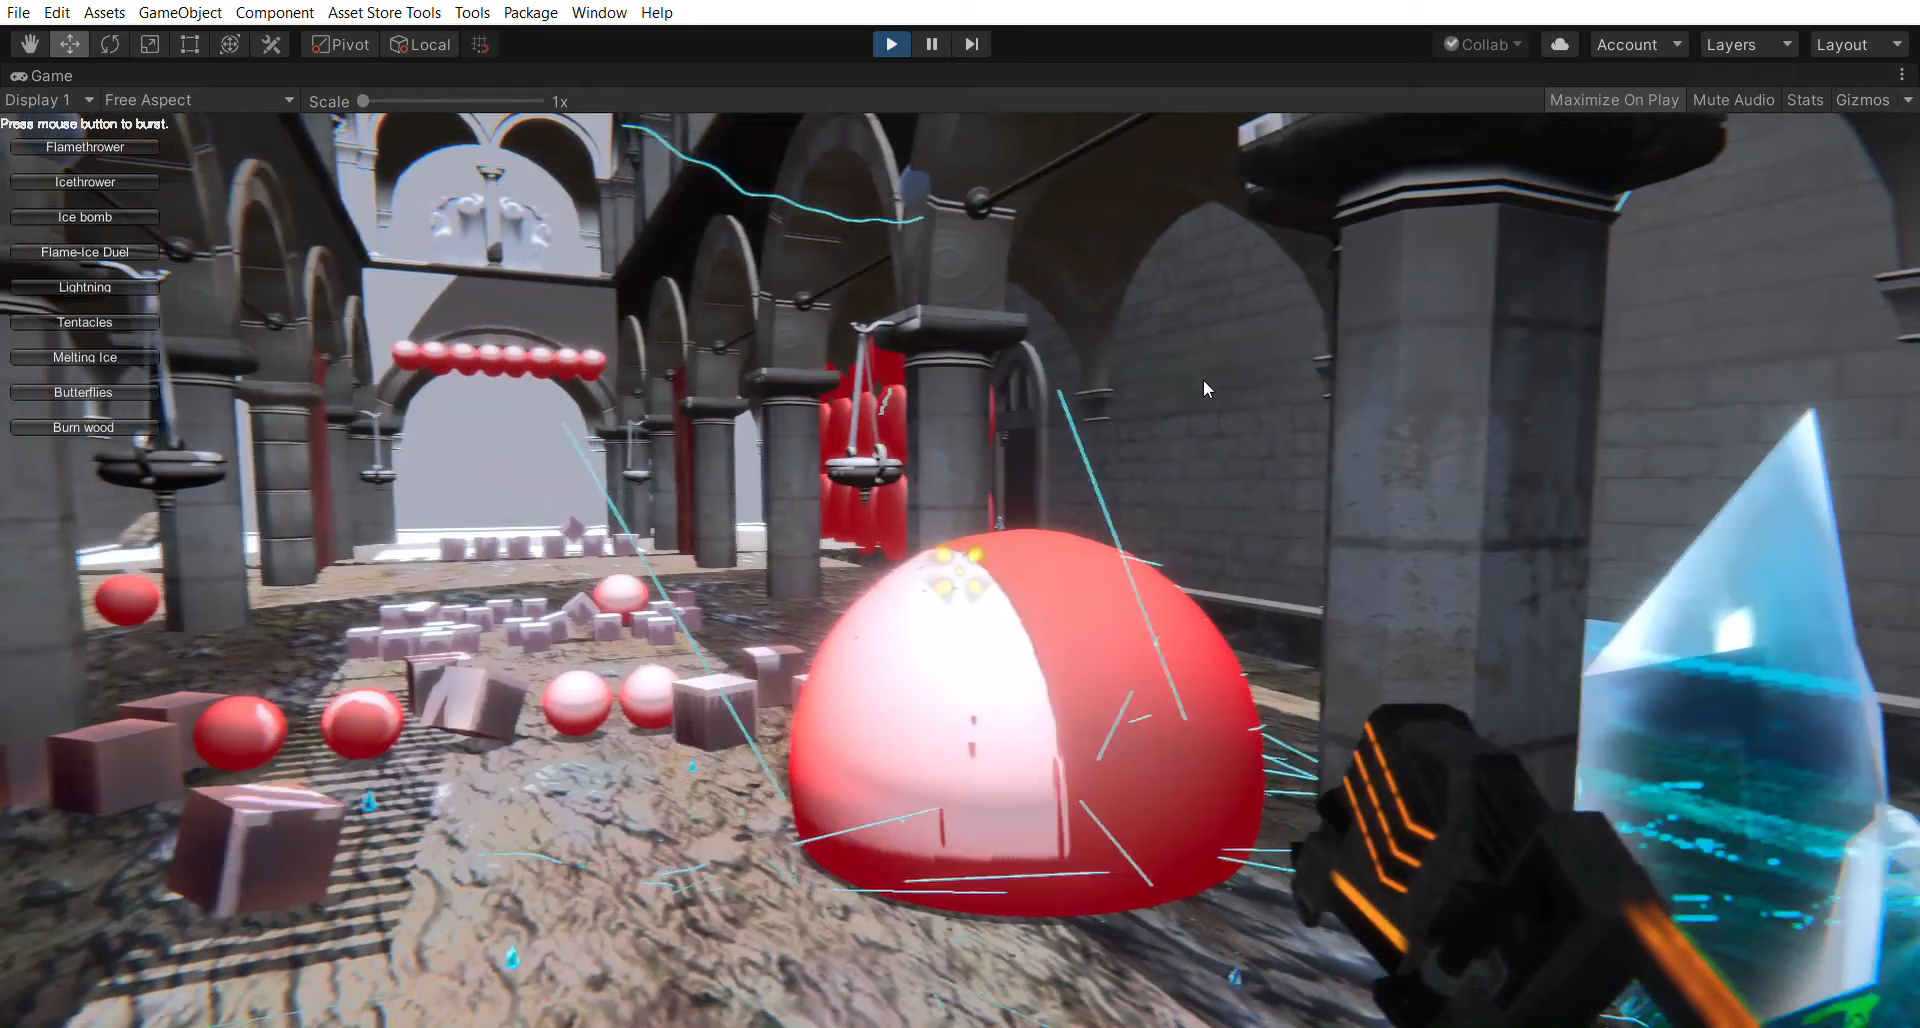 File Edit Assets GameObject Component Asset Store Tools Tools Package Window Help
Pivot Local Collab Account Layers Layout
Game
Display 1 Free Aspect Scale 1x Maximize On Play Mute Audio Stats Gizmos
Press mouse button to burst.
Flamethrower
Icethrower
Ice bomb
Flame-Ice Duel
Lightning
Tentacles
Melting Ice
Butterflies
Burn wood